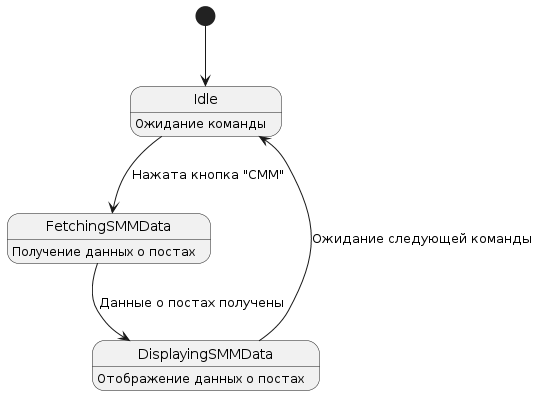 Idle
Ожидание команды
Нажата кнопка "СММ"
FetchingSMMData
Получение данных о постах
Данные о постах получены
Ожидание следующей команды
DisplayingSMMData
Отображение данных о постах